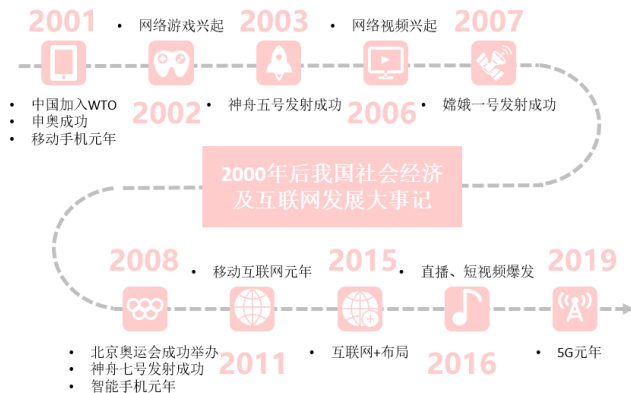 2001
• 网络游戏兴起
2003
• 网络视频兴起
2007
• 中国加入WTO
• 申奥成功
• 移动手机元年
2002
• 神舟五号发射成功
2006
• 嫦娥一号发射成功
2000年后我国社会经济
及互联网发展大事记
2008
• 移动互联网元年
2015
• 直播、短视频爆发
2019
• 北京奥运会成功举办
• 神舟七号发射成功
• 智能手机元年
2011
• 互联网+布局
2016
• 5G元年